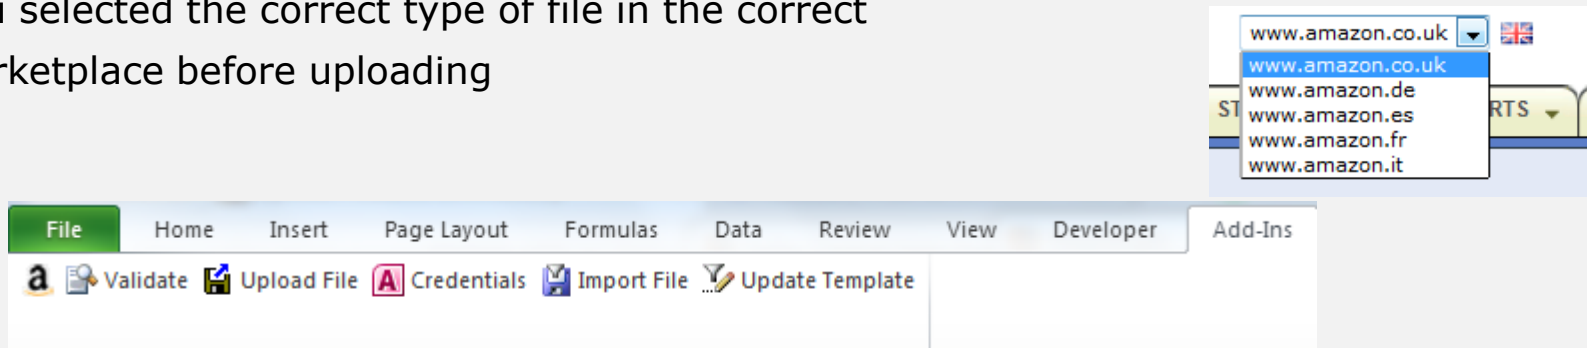 selected the correct type of file in the correct
rketplace before uploading
www.amazon.co.uk
www.amazon.co.uk
www.amazon.de
ST
www.amazon.es
RTS
www.amazon.fr
www.amazon.it
File Home Insert Page Layout Formulas Data Review View Developer Add-Ins
a Validate Upload File A Credentials Import File Update Template